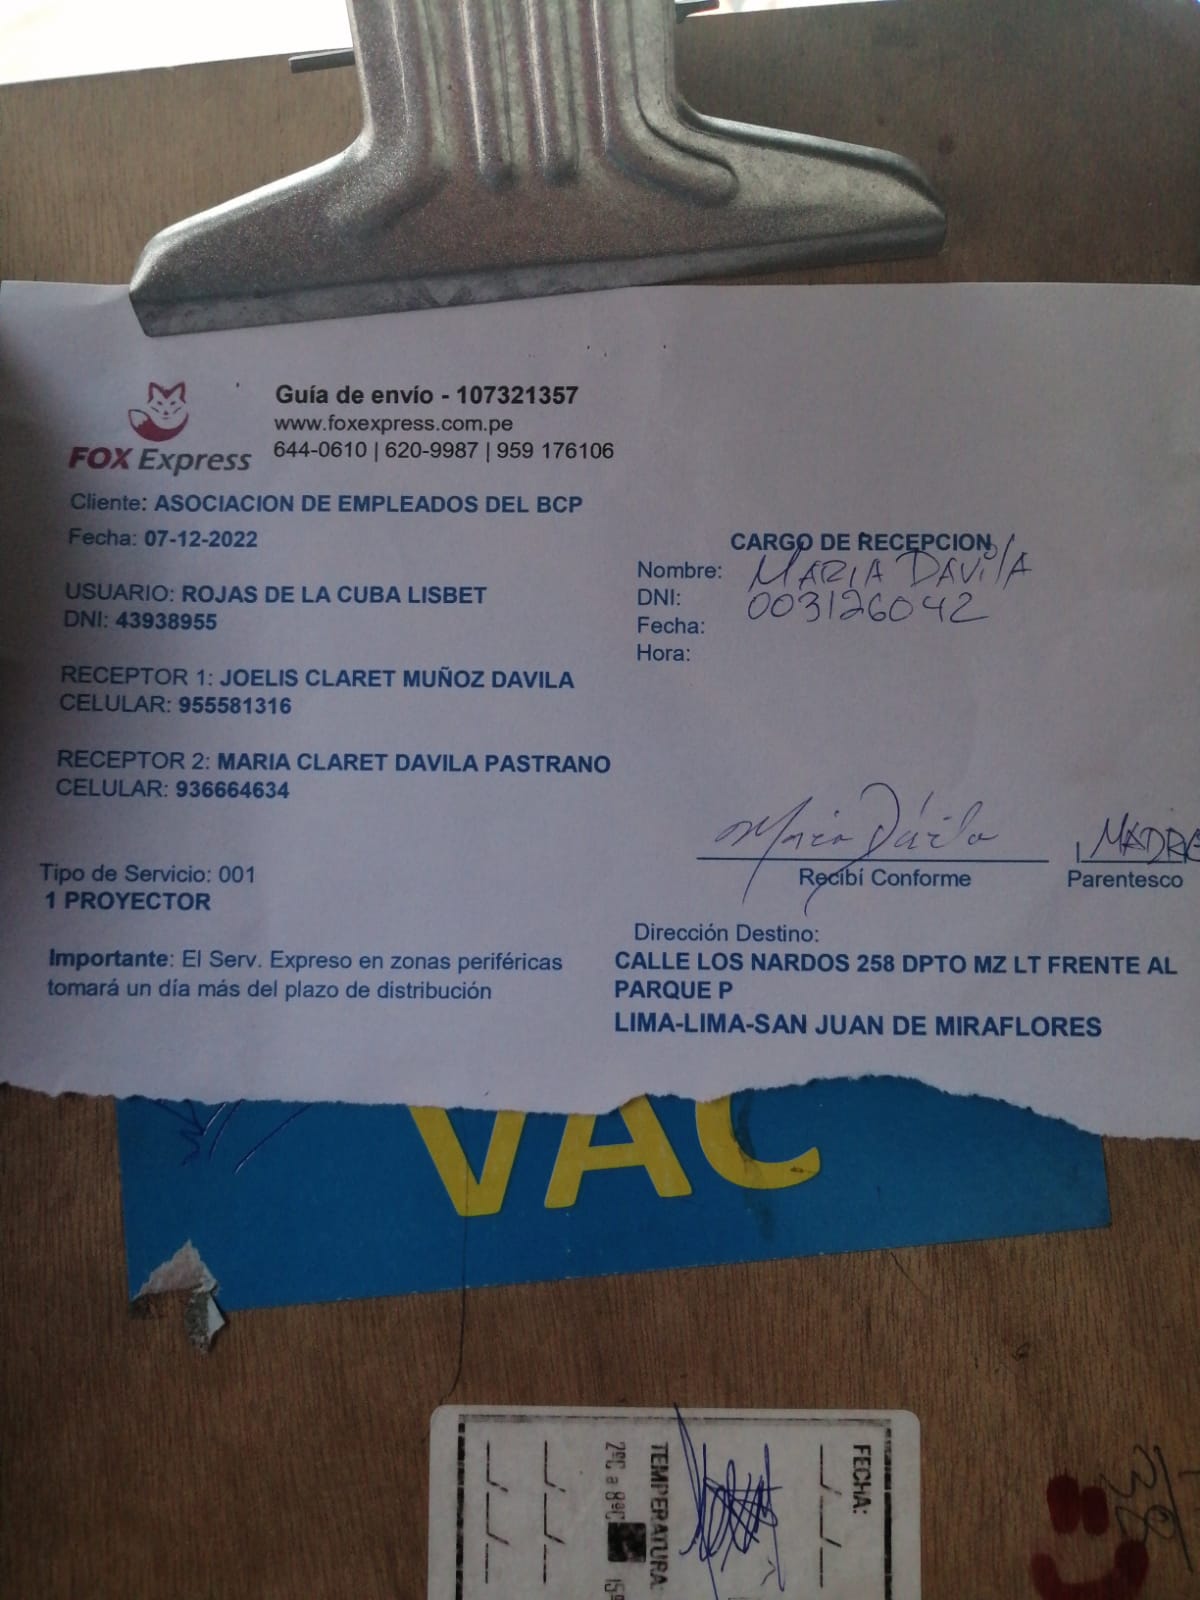 Guía de envío - 107321357
www.foxexpress.com.pe
644-0610 | 620-9987 | 959 176106
FOX Express
Cliente: ASOCIACION DE EMPLEADOS DEL BCP
Fecha: 07-12-2022
USUARIO: ROJAS DE LA CUBA LISBET
DNI: 43938955
RECEPTOR 1: JOELIS CLARET MUÑOZ DAVILA
CELULAR: 955581316
RECEPTOR 2: MARIA CLARET DAVILA PASTRANO
CELULAR: 936664634
Tipo de Servicio: 001
1 PROYECTOR
Importante: El Serv. Expreso en zonas periféricas
tomará un día más del plazo de distribución
CARGO DE RECEPCION
Nombre: MARIA DAVilA
DNI: 003126042
Fecha:
Hora:
Maria Dávila
MADRE
Recibí Conforme
Parentesco
Dirección Destino:
CALLE LOS NARDOS 258 DPTO MZ LT FRENTE AL
PARQUE P
LIMA-LIMA-SAN JUAN DE MIRAFLORES
VAC
FECHA:
TEMPERATURA:
2ºC a 8ºC